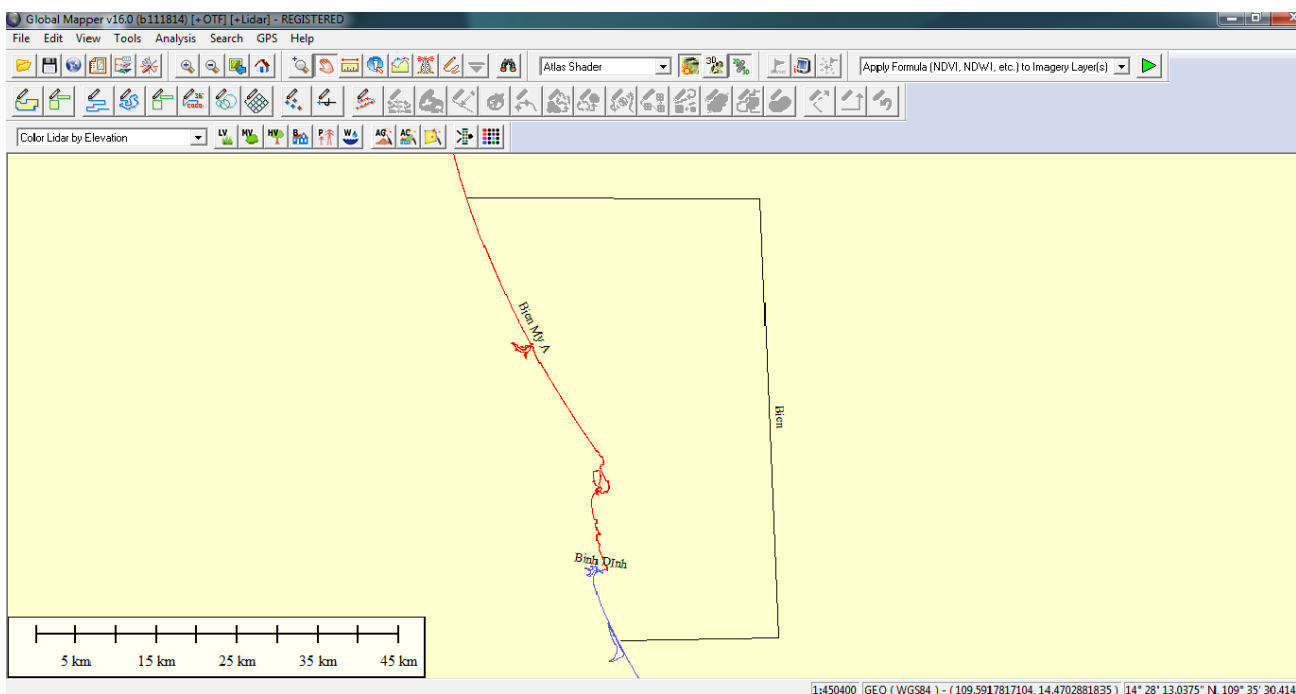 Global Mapper v16.0 (b111814) [+OTF] [+Lidar] - REGISTERED
File Edit View Tools Analysis Search GPS Help
Atlas Shader
Apply Formula (NDVI, NDWI, etc.) to Imagery Layer(s)
Color Lidar by Elevation
LV MV HV B P W AG AC
Bien My A
Bien
Binh DInh
5 km 15 km 25 km 35 km 45 km
1:450400 GEO ( WGS84 ) - ( 109.5917817104, 14.4702881835 ) 14° 28' 13.0375" N, 109° 35' 30.414